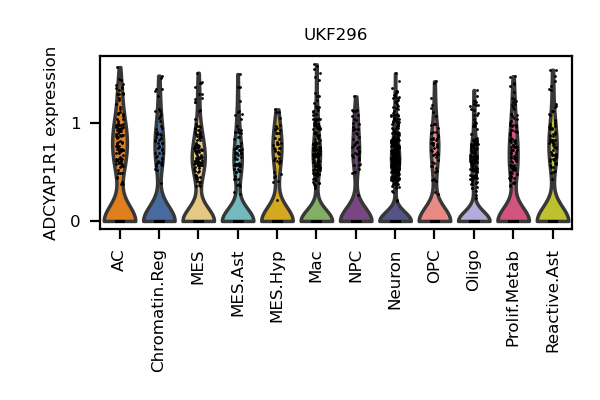 UKF296
ADCYAP1R1 expression
1
0
AC
Chromatin.Reg
MES
MES.Ast
MES.Hyp
Mac
NPC
Neuron
OPC
Oligo
Prolif.Metab
Reactive.Ast